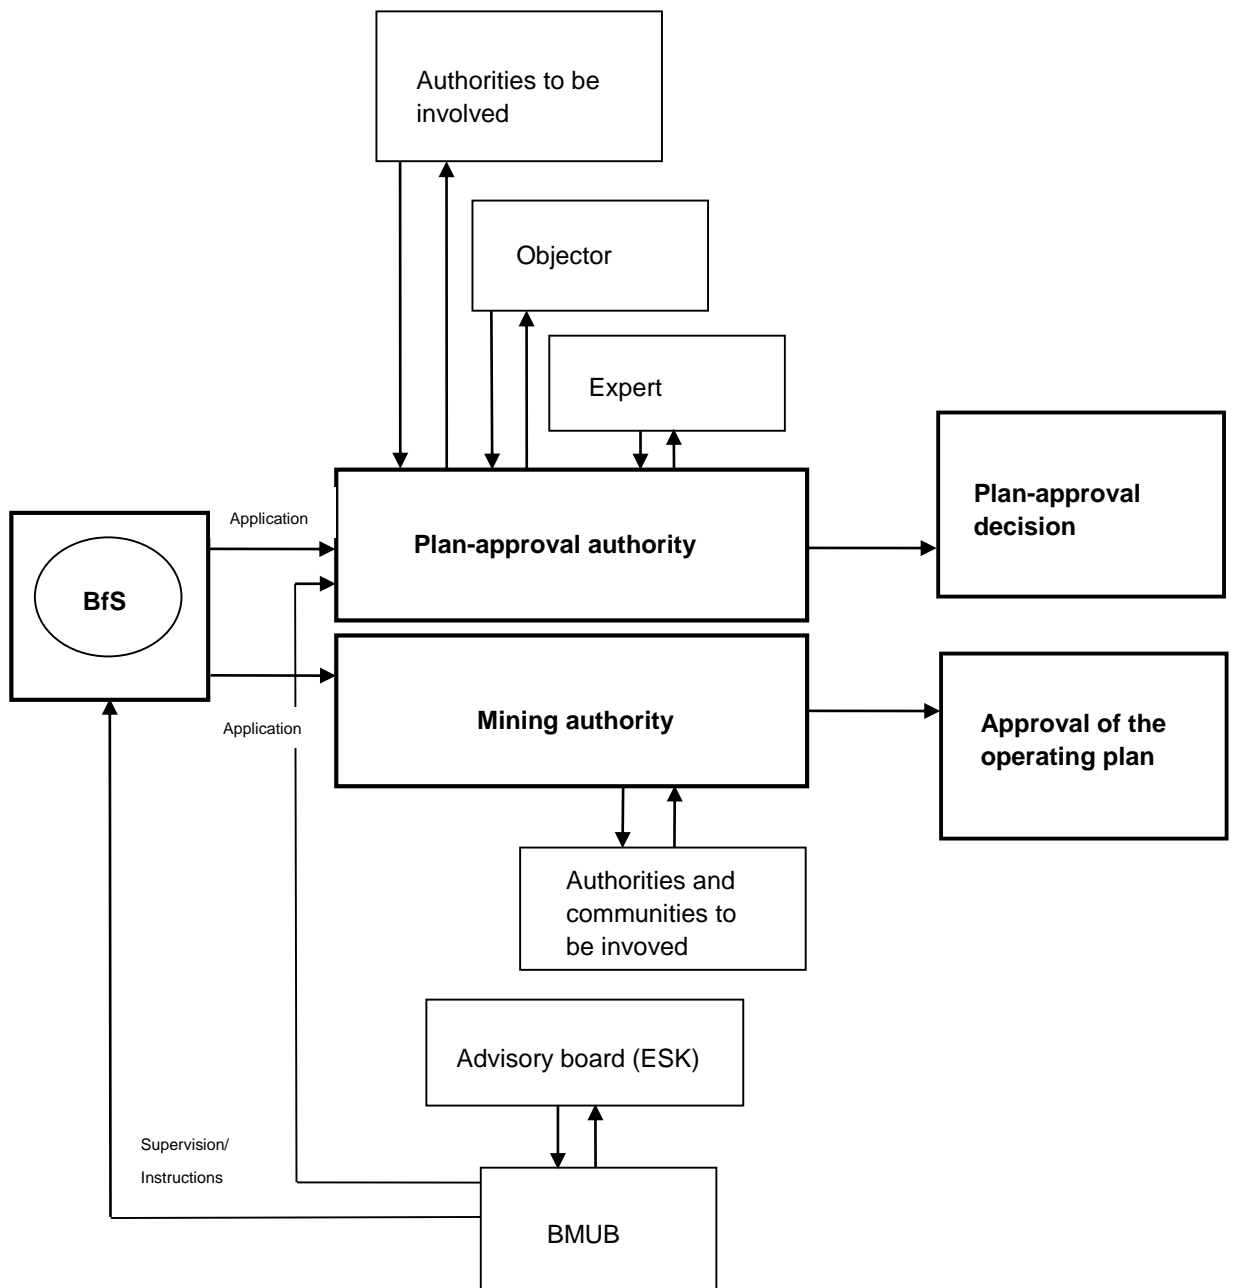 Authorities to be
involved
Objector
Expert
Plan-approval
decision
Application
Plan-approval authority
BfS
Mining authority
Application
Approval of the
operating plan
Authorities and
communities to
be invoved
Advisory board (ESK)
Supervision/
Instructions
BMUB